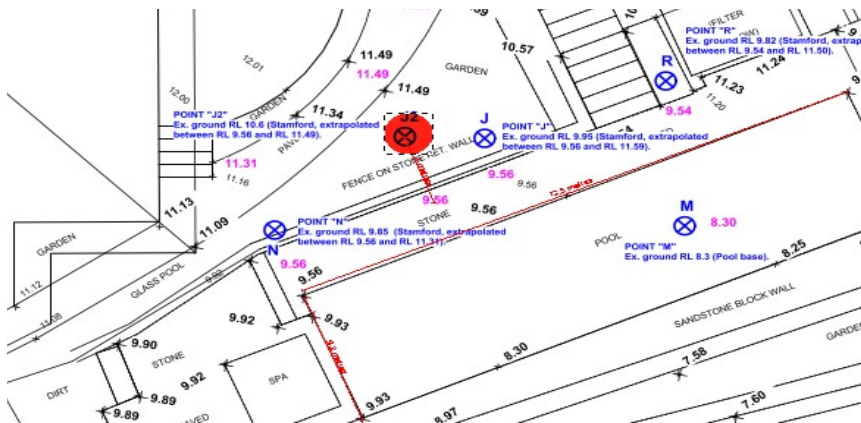 10.57
11.24
11.23
11.20
9.54
POINT "R"
Ex. ground RL 9.82 (Stamford, extrap
between RL 9.54 and RL 11.50).
R
(FILTER
12.00
12.01
11.49
11.49
11.49
GARDEN
GARDEN
11.34
POINT "J2"
Ex. ground RL 10.6 (Stamford, extrapolated
between RL 9.56 and RL 11.49).
J2
J
POINT "J"
Ex. ground RL 9.95 (Stamford, extrapolated
between RL 9.56 and RL 11.59).
11.31
11.16
FENCE ON STONE RET. WALL
9.56
9.56
9.56
9.56
STONE
11.13
11.09
POINT "N"
Ex. ground RL 9.85 (Stamford, extrapolated
between RL 9.56 and RL 11.31).
N
9.56
9.56
M
8.30
POINT "M"
Ex. ground RL 8.3 (Pool base).
POOL
GARDEN
GLASS POOL
11.12
11.08
9.92
9.93
8.25
SANDSTONE BLOCK WALL
GARDE
9.90
STONE
9.92
SPA
8.30
7.58
DIRT
9.89
9.89
9.93
8.97
7.60